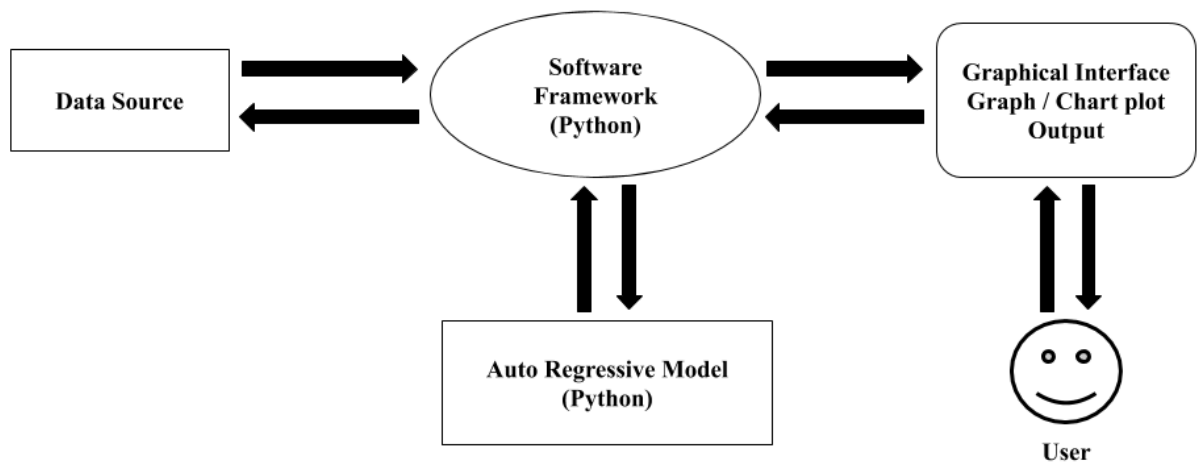 Data Source
Software
Framework
(Python)
Graphical Interface
Graph / Chart plot
Output
Auto Regressive Model
(Python)
User